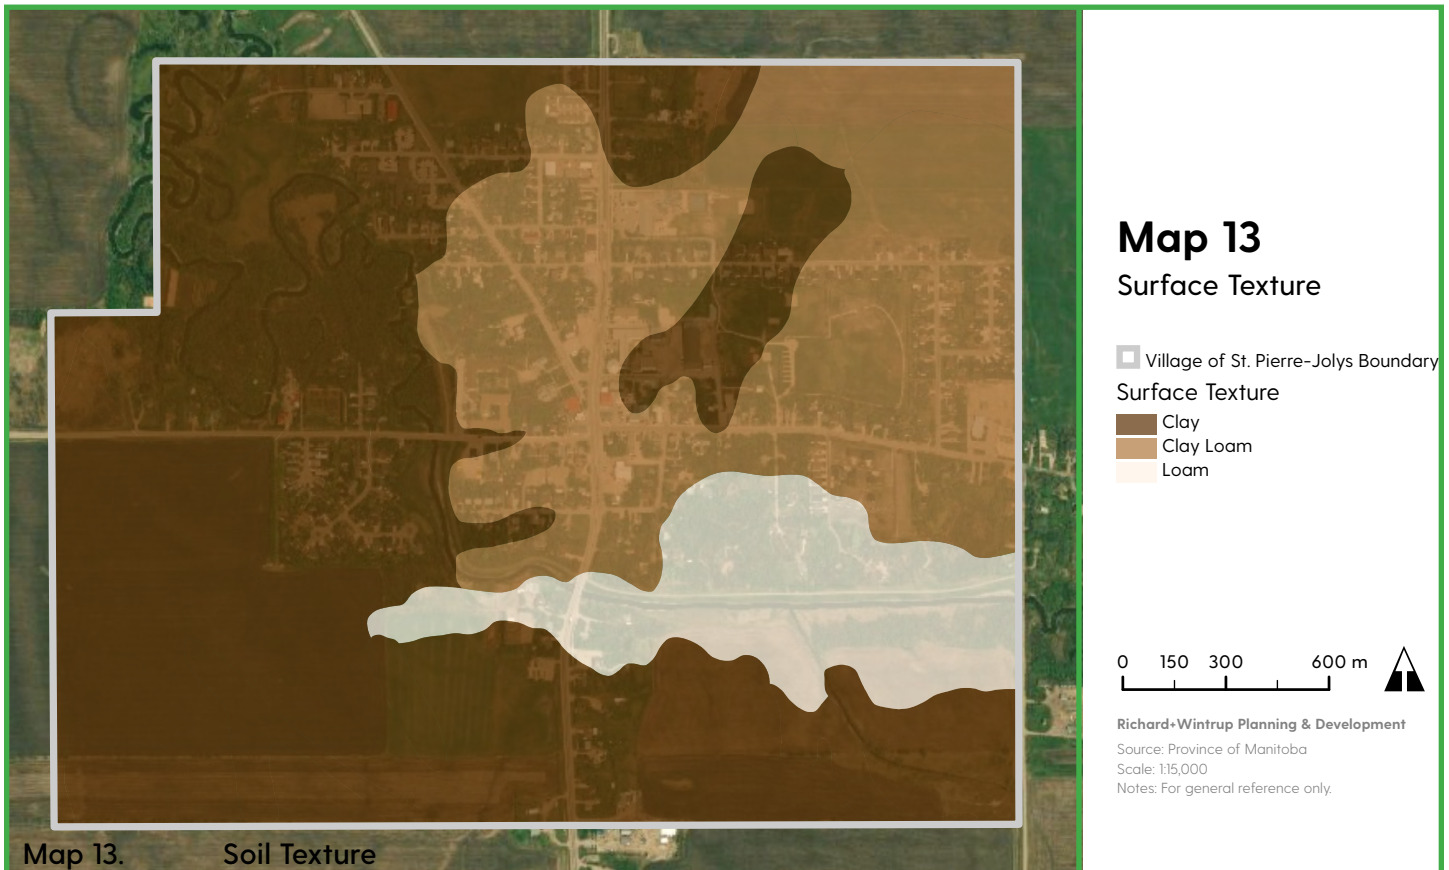 Map 13
Surface Texture
Village of St. Pierre-Jolys Boundary
Surface Texture
Clay
Clay Loam
Loam
0 150 300 600 m
Richard+Wintrup Planning & Development
Source: Province of Manitoba
Scale: 1:15,000
Notes: For general reference only.
Map 13. Soil Texture